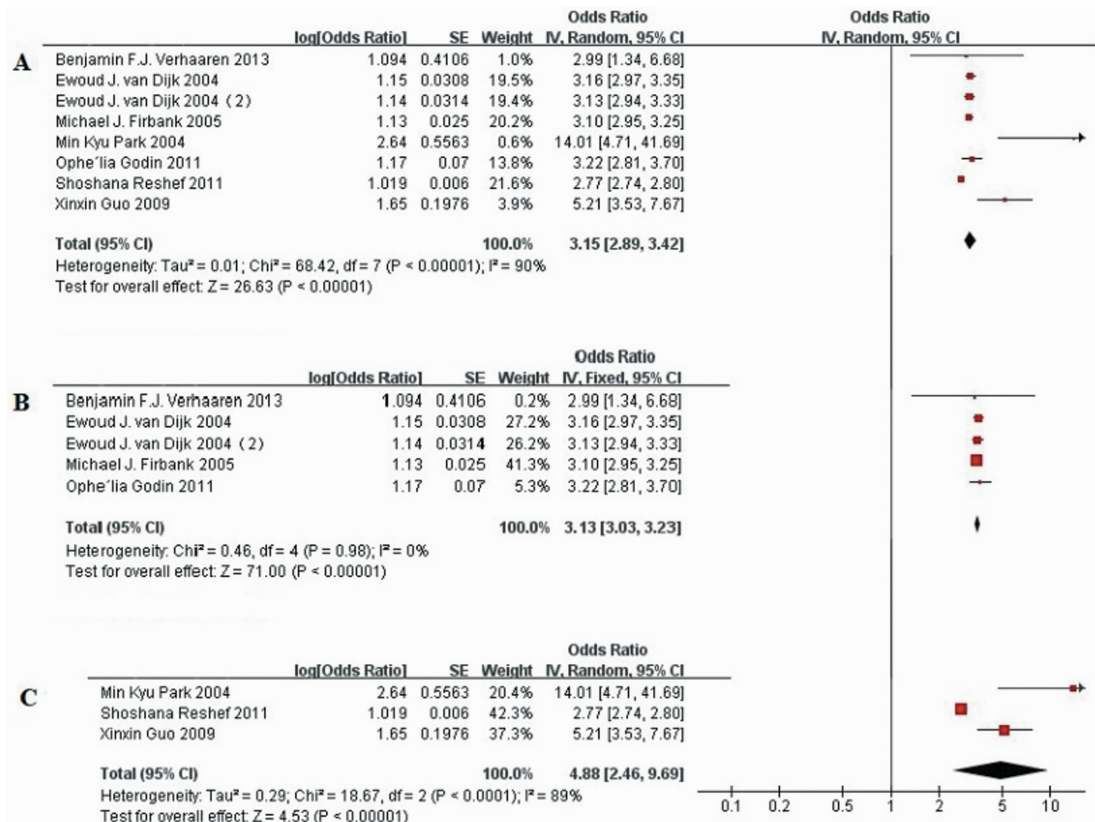 Odds Ratio Odds Ratio
log[Odds Ratio] SE Weight IV, Random, 95% CI IV, Random, 95% CI
A Benjamin F.J. Verhaaren 2013 1.094 0.4106 1.0% 2.99 [1.34, 6.68]
Ewoud J. van Dijk 2004 1.15 0.0308 19.5% 3.16 [2.97, 3.35]
Ewoud J. van Dijk 2004 (2) 1.14 0.0314 19.4% 3.13 [2.94, 3.33]
Michael J. Firbank 2005 1.13 0.025 20.2% 3.10 [2.95, 3.25]
Min Kyu Park 2004 2.64 0.5563 0.6% 14.01 [4.71, 41.69]
Ophe´lia Godin 2011 1.17 0.07 13.8% 3.22 [2.81, 3.70]
Shoshana Reshef 2011 1.019 0.006 21.6% 2.77 [2.74, 2.80]
Xinxin Guo 2009 1.65 0.1976 3.9% 5.21 [3.53, 7.67]
Total (95% CI) 100.0% 3.15 [2.89, 3.42]
Heterogeneity: Tau² = 0.01; Chi² = 68.42, df = 7 (P < 0.00001); I² = 90%
Test for overall effect: Z = 26.63 (P < 0.00001)
Odds Ratio
log[Odds Ratio] SE Weight IV, Fixed, 95% CI
B Benjamin F.J. Verhaaren 2013 1.094 0.4106 0.2% 2.99 [1.34, 6.68]
Ewoud J. van Dijk 2004 1.15 0.0308 27.2% 3.16 [2.97, 3.35]
Ewoud J. van Dijk 2004 (2) 1.14 0.0314 26.2% 3.13 [2.94, 3.33]
Michael J. Firbank 2005 1.13 0.025 41.3% 3.10 [2.95, 3.25]
Ophe´lia Godin 2011 1.17 0.07 5.3% 3.22 [2.81, 3.70]
Total (95% CI) 100.0% 3.13 [3.03, 3.23]
Heterogeneity: Chi² = 0.46, df = 4 (P = 0.98); I² = 0%
Test for overall effect: Z = 71.00 (P < 0.00001)
Odds Ratio
log[Odds Ratio] SE Weight IV, Random, 95% CI
C Min Kyu Park 2004 2.64 0.5563 20.4% 14.01 [4.71, 41.69]
Shoshana Reshef 2011 1.019 0.006 42.3% 2.77 [2.74, 2.80]
Xinxin Guo 2009 1.65 0.1976 37.3% 5.21 [3.53, 7.67]
Total (95% CI) 100.0% 4.88 [2.46, 9.69]
Heterogeneity: Tau² = 0.29; Chi² = 18.67, df = 2 (P < 0.0001); I² = 89%
Test for overall effect: Z = 4.53 (P < 0.00001)
0.1 0.2 0.5 1 2 5 10